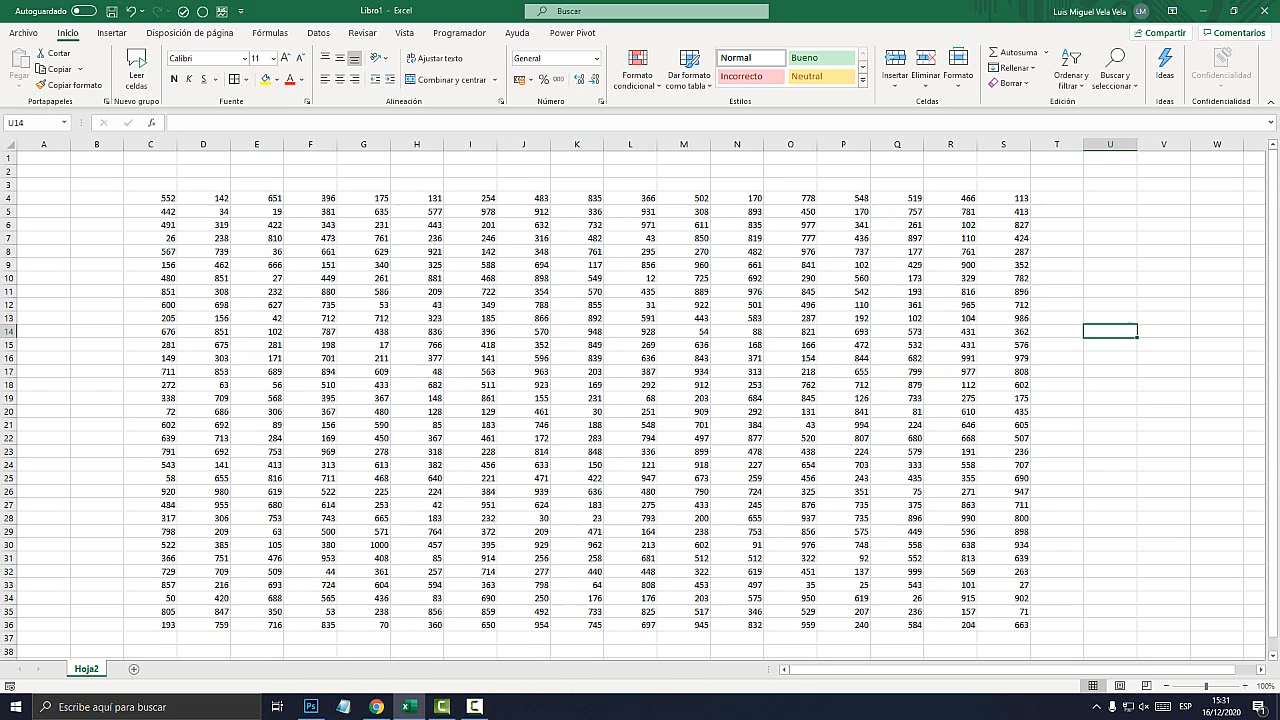 Autoguardado Libro1 - Excel Buscar Luis Miguel Vela Vela LM
Archivo Inicio Insertar Disposición de página Fórmulas Datos Revisar Vista Programador Ayuda Power Pivot Compartir Comentarios
Pegar Cortar Copiar Copiar formato Portapapeles
Leer celdas Nuevo grupo
Calibri 11 N K S Fuente
Ajustar texto Combinar y centrar Alineación
General % 000 Número
Formato condicional Dar formato como tabla Normal Bueno Incorrecto Neutral Estilos
Insertar Eliminar Formato Celdas
Autosuma Rellenar Borrar Ordenar y filtrar Buscar y seleccionar Edición
Ideas Ideas
Confidencialidad Confidencialidad
U14 fx
A B C D E F G H I J K L M N O P Q R S T U V W
1
2
3
4 552 142 651 396 175 131 254 483 835 366 502 170 778 548 519 466 113
5 442 34 19 381 635 577 978 912 336 931 308 893 450 170 757 781 413
6 491 319 422 343 231 443 201 632 732 971 611 835 977 341 261 102 827
7 26 238 810 473 761 236 246 316 482 43 850 819 777 436 897 110 424
8 567 739 36 661 629 921 142 348 761 295 270 482 976 737 177 761 287
9 156 462 666 151 340 325 588 694 117 856 960 661 841 102 429 900 352
10 480 851 27 449 261 881 468 898 549 12 725 692 290 560 173 329 782
11 851 308 232 880 586 209 722 354 570 435 889 976 845 542 193 816 896
12 600 698 627 735 53 43 349 788 855 31 922 501 496 110 361 965 712
13 205 156 42 712 712 323 185 866 892 591 443 583 287 192 102 104 986
14 676 851 102 787 438 836 396 570 948 928 54 88 821 693 573 431 362
15 281 675 281 198 17 766 418 352 849 269 636 168 166 472 532 431 576
16 149 303 171 701 211 377 141 596 839 636 843 371 154 844 682 991 979
17 711 853 689 894 609 48 563 963 203 387 934 313 218 655 799 977 808
18 272 63 56 510 433 682 511 923 169 292 912 253 762 712 879 112 602
19 338 709 568 395 367 148 861 155 231 68 203 684 845 126 733 275 175
20 72 686 306 367 480 128 129 461 30 251 909 292 131 841 81 610 435
21 602 692 89 156 590 85 183 746 188 548 701 384 43 994 224 646 605
22 639 713 284 169 450 367 461 172 283 794 497 877 520 807 680 668 507
23 791 692 753 969 278 318 228 814 848 336 899 478 438 224 579 191 236
24 543 141 413 313 613 382 456 633 150 121 918 227 654 703 333 558 707
25 58 655 816 711 468 640 221 471 422 947 673 259 456 243 435 355 690
26 920 980 619 522 225 224 384 939 636 480 790 724 325 351 75 271 947
27 484 955 680 614 253 42 951 624 183 275 433 245 876 735 375 863 711
28 317 306 753 743 665 183 232 30 23 793 200 655 937 735 896 990 800
29 798 209 63 500 571 764 372 209 471 164 238 753 856 575 449 596 898
30 522 385 105 380 1000 457 395 929 962 213 602 91 976 748 558 638 934
31 366 751 476 953 408 85 914 256 258 681 512 512 322 92 552 813 639
32 729 709 509 44 361 257 714 277 440 448 322 619 451 137 999 569 263
33 857 216 693 724 604 594 363 798 64 808 453 497 35 25 543 101 27
34 50 420 688 565 436 83 690 250 176 176 203 575 950 619 26 915 902
35 805 847 350 53 238 856 859 492 733 825 517 346 529 207 236 157 71
36 193 759 716 835 70 360 650 954 745 697 945 832 959 240 584 204 663
37
38
Hoja2
100%
Escribe aquí para buscar Ps ESP 15:31
16/12/2020